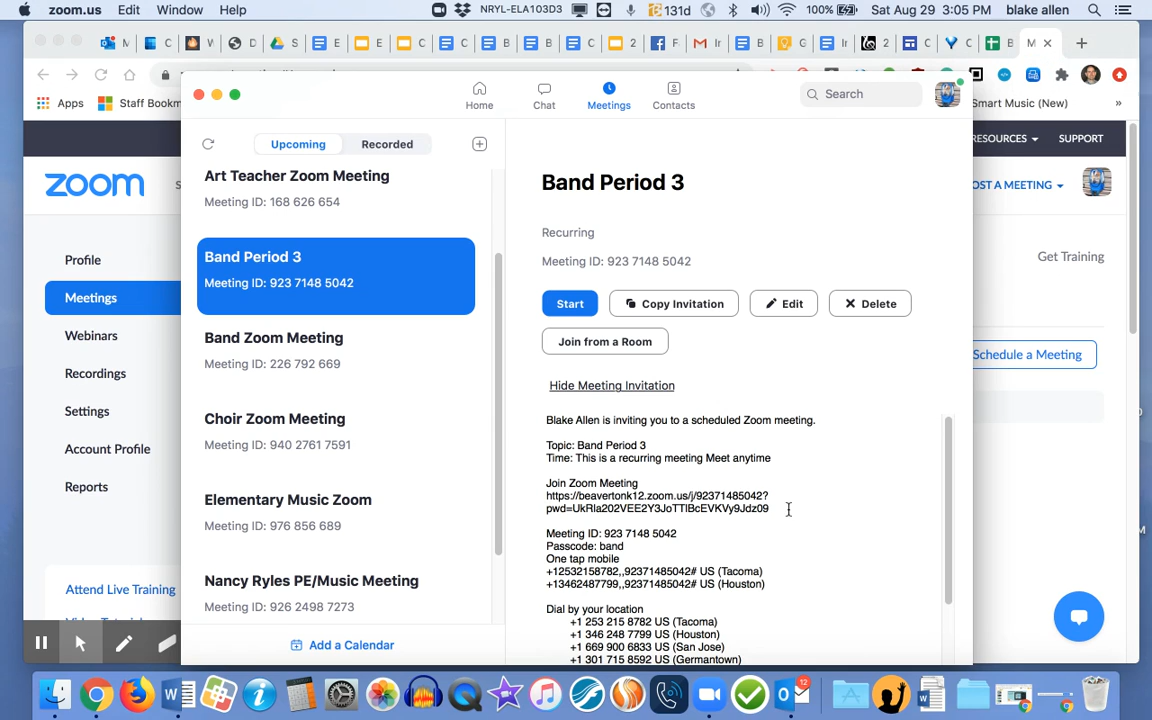 zoom.us Edit Window Help NRYL-ELA103D3 131d 100% Sat Aug 29 3:05 PM blake allen
Apps Staff Bookm Smart Music (New) »
Home Chat Meetings Contacts Search
RESOURCES SUPPORT
zoom S OST A MEETING
Profile
Meetings
Webinars
Recordings
Settings
Account Profile
Reports
Attend Live Training
Get Training
Schedule a Meeting
Upcoming Recorded
Art Teacher Zoom Meeting
Meeting ID: 168 626 654
Band Period 3
Meeting ID: 923 7148 5042
Band Zoom Meeting
Meeting ID: 226 792 669
Choir Zoom Meeting
Meeting ID: 940 2761 7591
Elementary Music Zoom
Meeting ID: 976 856 689
Nancy Ryles PE/Music Meeting
Meeting ID: 926 2498 7273
Add a Calendar
Band Period 3
Recurring
Meeting ID: 923 7148 5042
Start Copy Invitation Edit Delete
Join from a Room
Hide Meeting Invitation
Blake Allen is inviting you to a scheduled Zoom meeting.
Topic: Band Period 3
Time: This is a recurring meeting Meet anytime
Join Zoom Meeting
https://beavertonk12.zoom.us/j/92371485042?
pwd=UkRla202VEE2Y3JoTTlBcEVKVy9Jdz09
Meeting ID: 923 7148 5042
Passcode: band
One tap mobile
+12532158782,,92371485042# US (Tacoma)
+13462487799,,92371485042# US (Houston)
Dial by your location
+1 253 215 8782 US (Tacoma)
+1 346 248 7799 US (Houston)
+1 669 900 6833 US (San Jose)
+1 301 715 8592 US (Germantown)
12